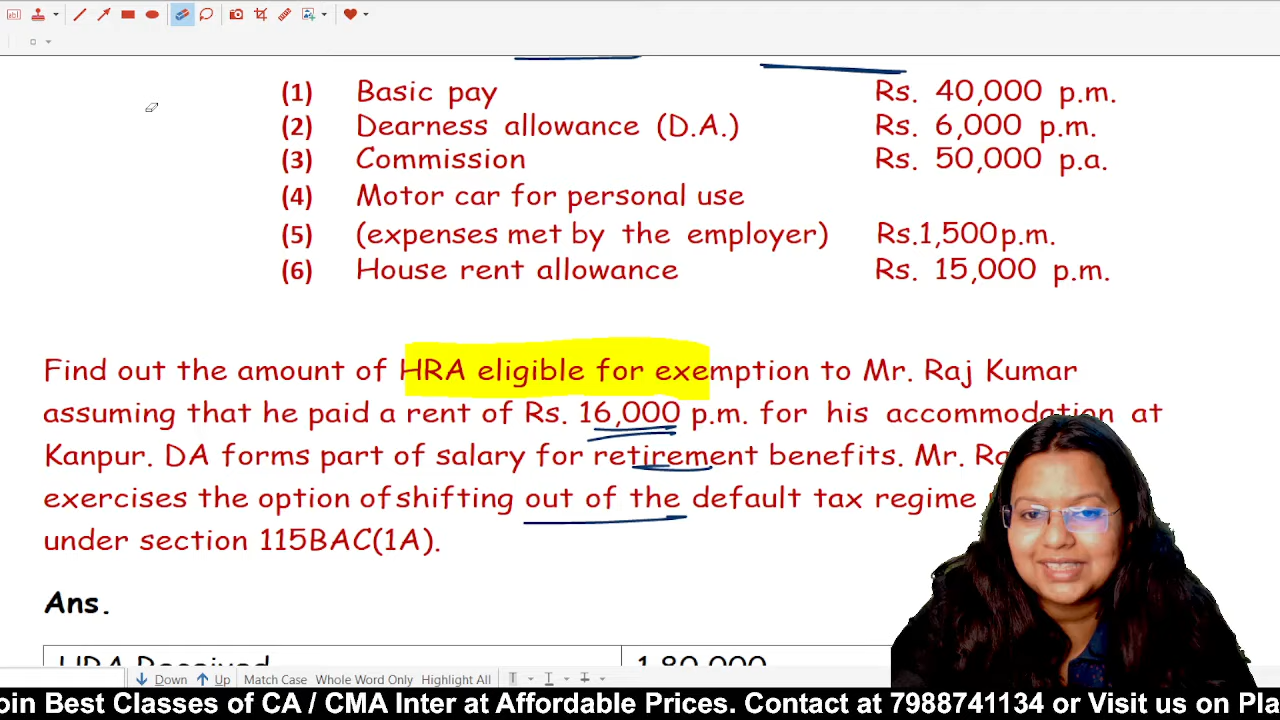 (1) Basic pay Rs. 40,000 p.m.
(2) Dearness allowance (D.A.) Rs. 6,000 p.m.
(3) Commission Rs. 50,000 p.a.
(4) Motor car for personal use
(5) (expenses met by the employer) Rs.1,500p.m.
(6) House rent allowance Rs. 15,000 p.m.
Find out the amount of HRA eligible for exemption to Mr. Raj Kumar
assuming that he paid a rent of Rs. 16,000 p.m. for his accommodation at
Kanpur. DA forms part of salary for retirement benefits. Mr.
exercises the option of shifting out of the default tax regime
under section 115BAC(1A).
Ans.
HRA Received 1,80,000
Down Up Match Case Whole Word Only Highlight All
oin Best Classes of CA / CMA Inter at Affordable Prices. Contact at 7988741134 or Visit us on Pla